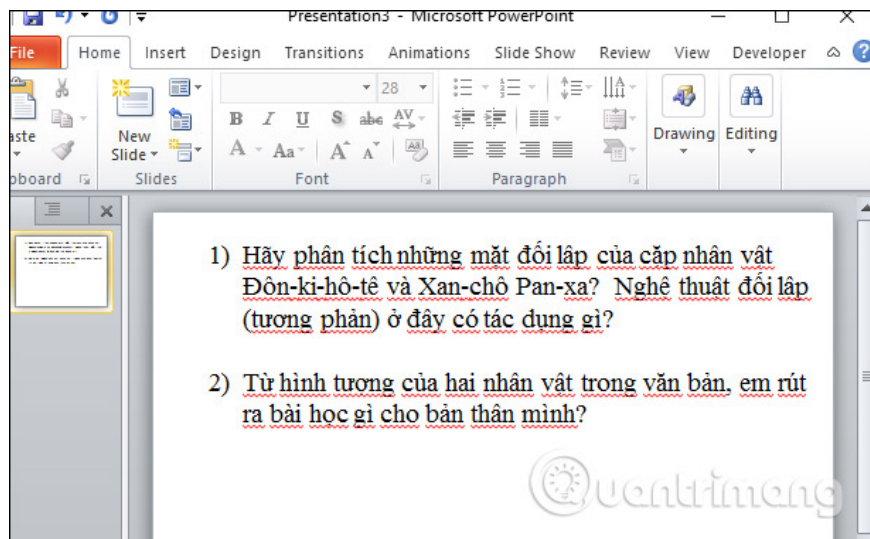 Presentation3 - Microsoft PowerPoint
File Home Insert Design Transitions Animations Slide Show Review View Developer
28
B I U S abc AV
New Slide
A Aa A A
Drawing Editing
Slides Font Paragraph
1) Hãy phân tích những mặt đối lập của cặp nhân vật
Đôn-ki-hô-tê và Xan-chô Pan-xa? Nghệ thuật đối lập
(tương phản) ở đây có tác dụng gì?
2) Từ hình tượng của hai nhân vật trong văn bản, em rút
ra bài học gì cho bản thân mình?
Quantrimang